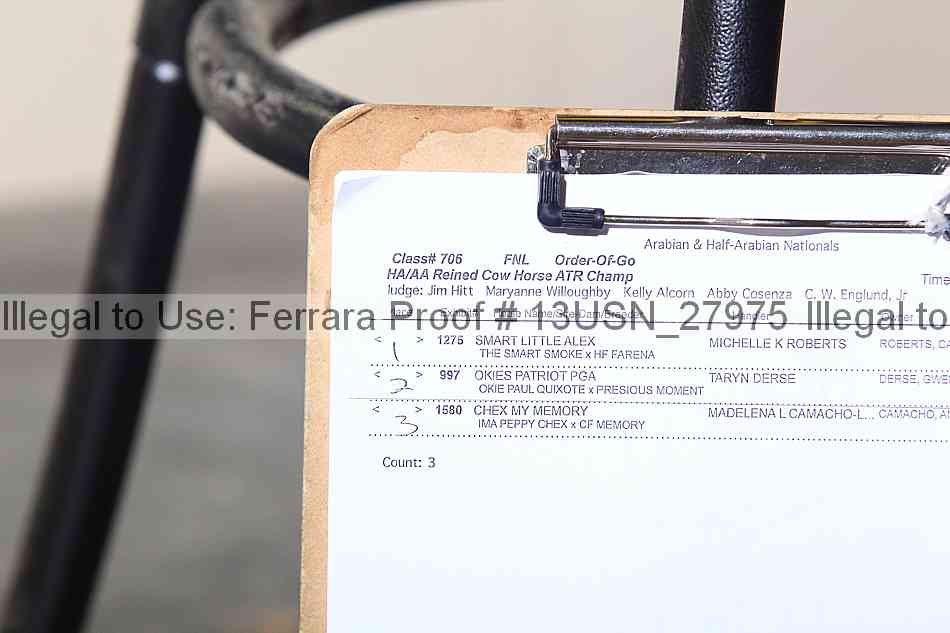 Arabian & Half-Arabian Nationals
Class# 706 FNL Order-Of-Go
HA/AA Reined Cow Horse ATR Champ Time
Judge: Jim Hitt Maryanne Willoughby Kelly Alcorn Abby Cosenza C. W. Englund, Jr
Illegal to Use: Ferrara Proof # 13USN_27975 Illegal to
Handler Owner
< 1 > 1275 SMART LITTLE ALEX MICHELLE K ROBERTS ROBERTS, CA
THE SMART SMOKE x HF FARENA
< 2 > 997 OKIES PATRIOT PGA TARYN DERSE DERSE, GWE
OKIE PAUL QUIXOTE x PRESIOUS MOMENT
< 3 > 1580 CHEX MY MEMORY MADELENA L CAMACHO-L... CAMACHO, A
IMA PEPPY CHEX x CF MEMORY
Count: 3